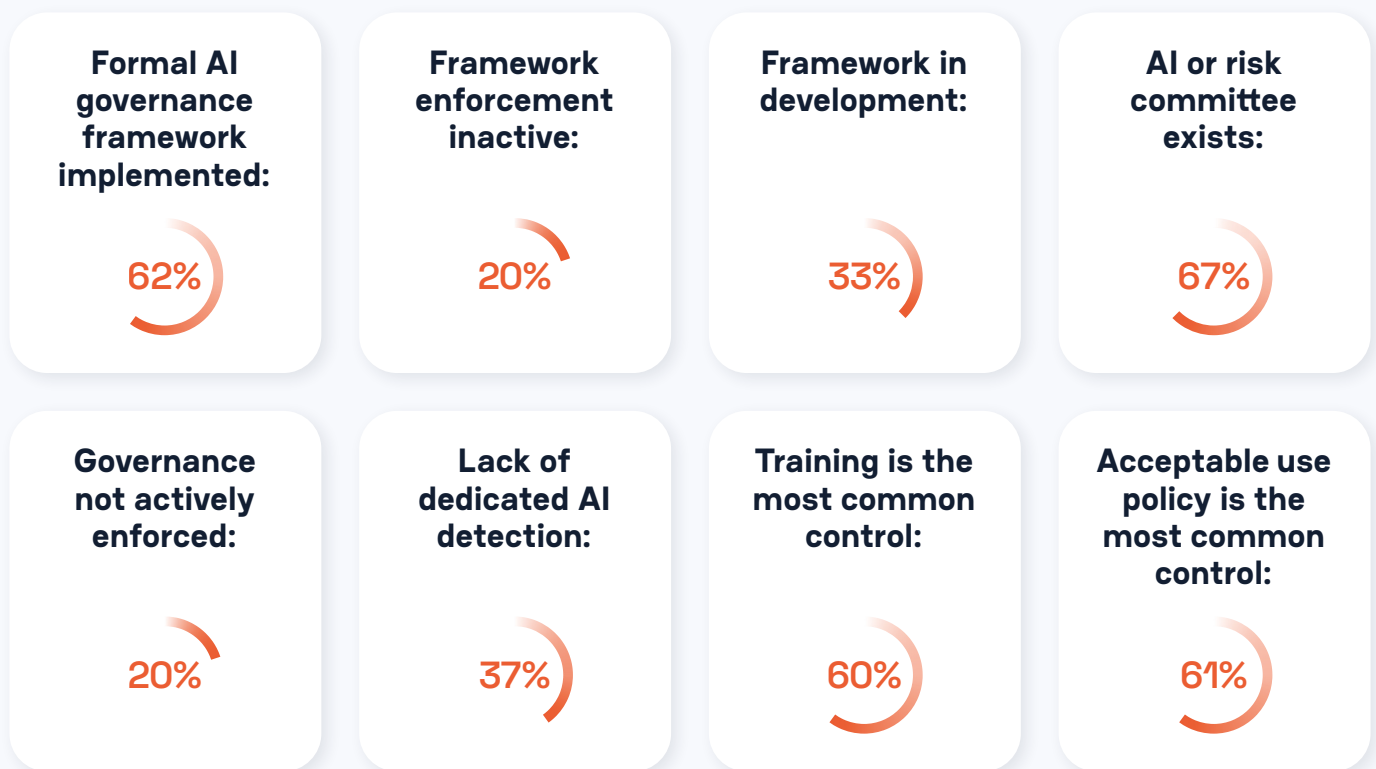 Formal AI
governance
framework
implemented:
62%
Framework
enforcement
inactive:
20%
Framework in
development:
33%
AI or risk
committee
exists:
67%
Governance
not actively
enforced:
20%
Lack of
dedicated AI
detection:
37%
Training is the
most common
control:
60%
Acceptable use
policy is the
most common
control:
61%